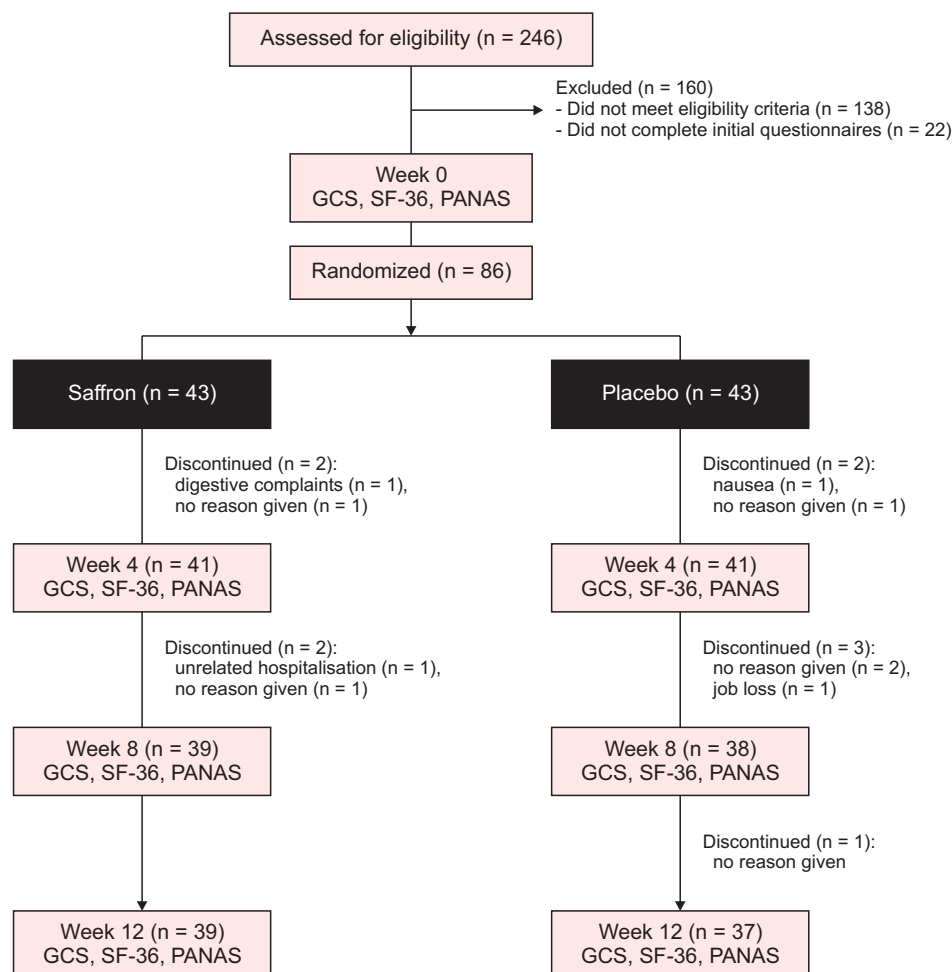 Assessed for eligibility (n = 246)
Excluded (n = 160)
- Did not meet eligibility criteria (n = 138)
- Did not complete initial questionnaires (n = 22)
Week 0
GCS, SF-36, PANAS
Randomized (n = 86)
Saffron (n = 43)
Placebo (n = 43)
Discontinued (n = 2):
digestive complaints (n = 1),
no reason given (n = 1)
Discontinued (n = 2):
nausea (n = 1),
no reason given (n = 1)
Week 4 (n = 41)
GCS, SF-36, PANAS
Week 4 (n = 41)
GCS, SF-36, PANAS
Discontinued (n = 2):
unrelated hospitalisation (n = 1),
no reason given (n = 1)
Discontinued (n = 3):
no reason given (n = 2),
job loss (n = 1)
Week 8 (n = 39)
GCS, SF-36, PANAS
Week 8 (n = 38)
GCS, SF-36, PANAS
Discontinued (n = 1):
no reason given
Week 12 (n = 39)
GCS, SF-36, PANAS
Week 12 (n = 37)
GCS, SF-36, PANAS